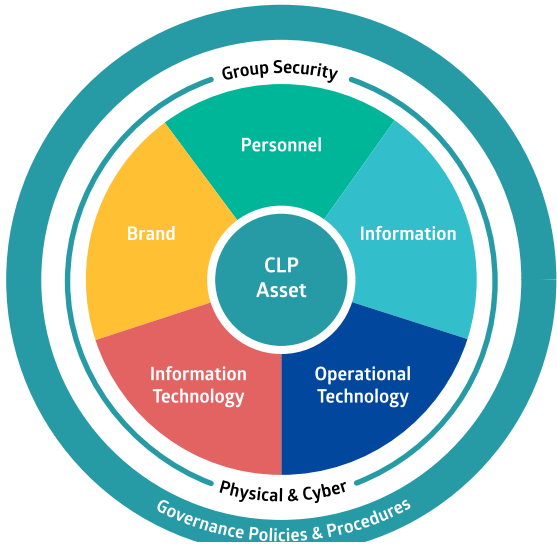 Group Security
Personnel
Brand
Information
CLP
Asset
Information
Technology
Operational
Technology
Physical & Cyber
Governance Policies & Procedures